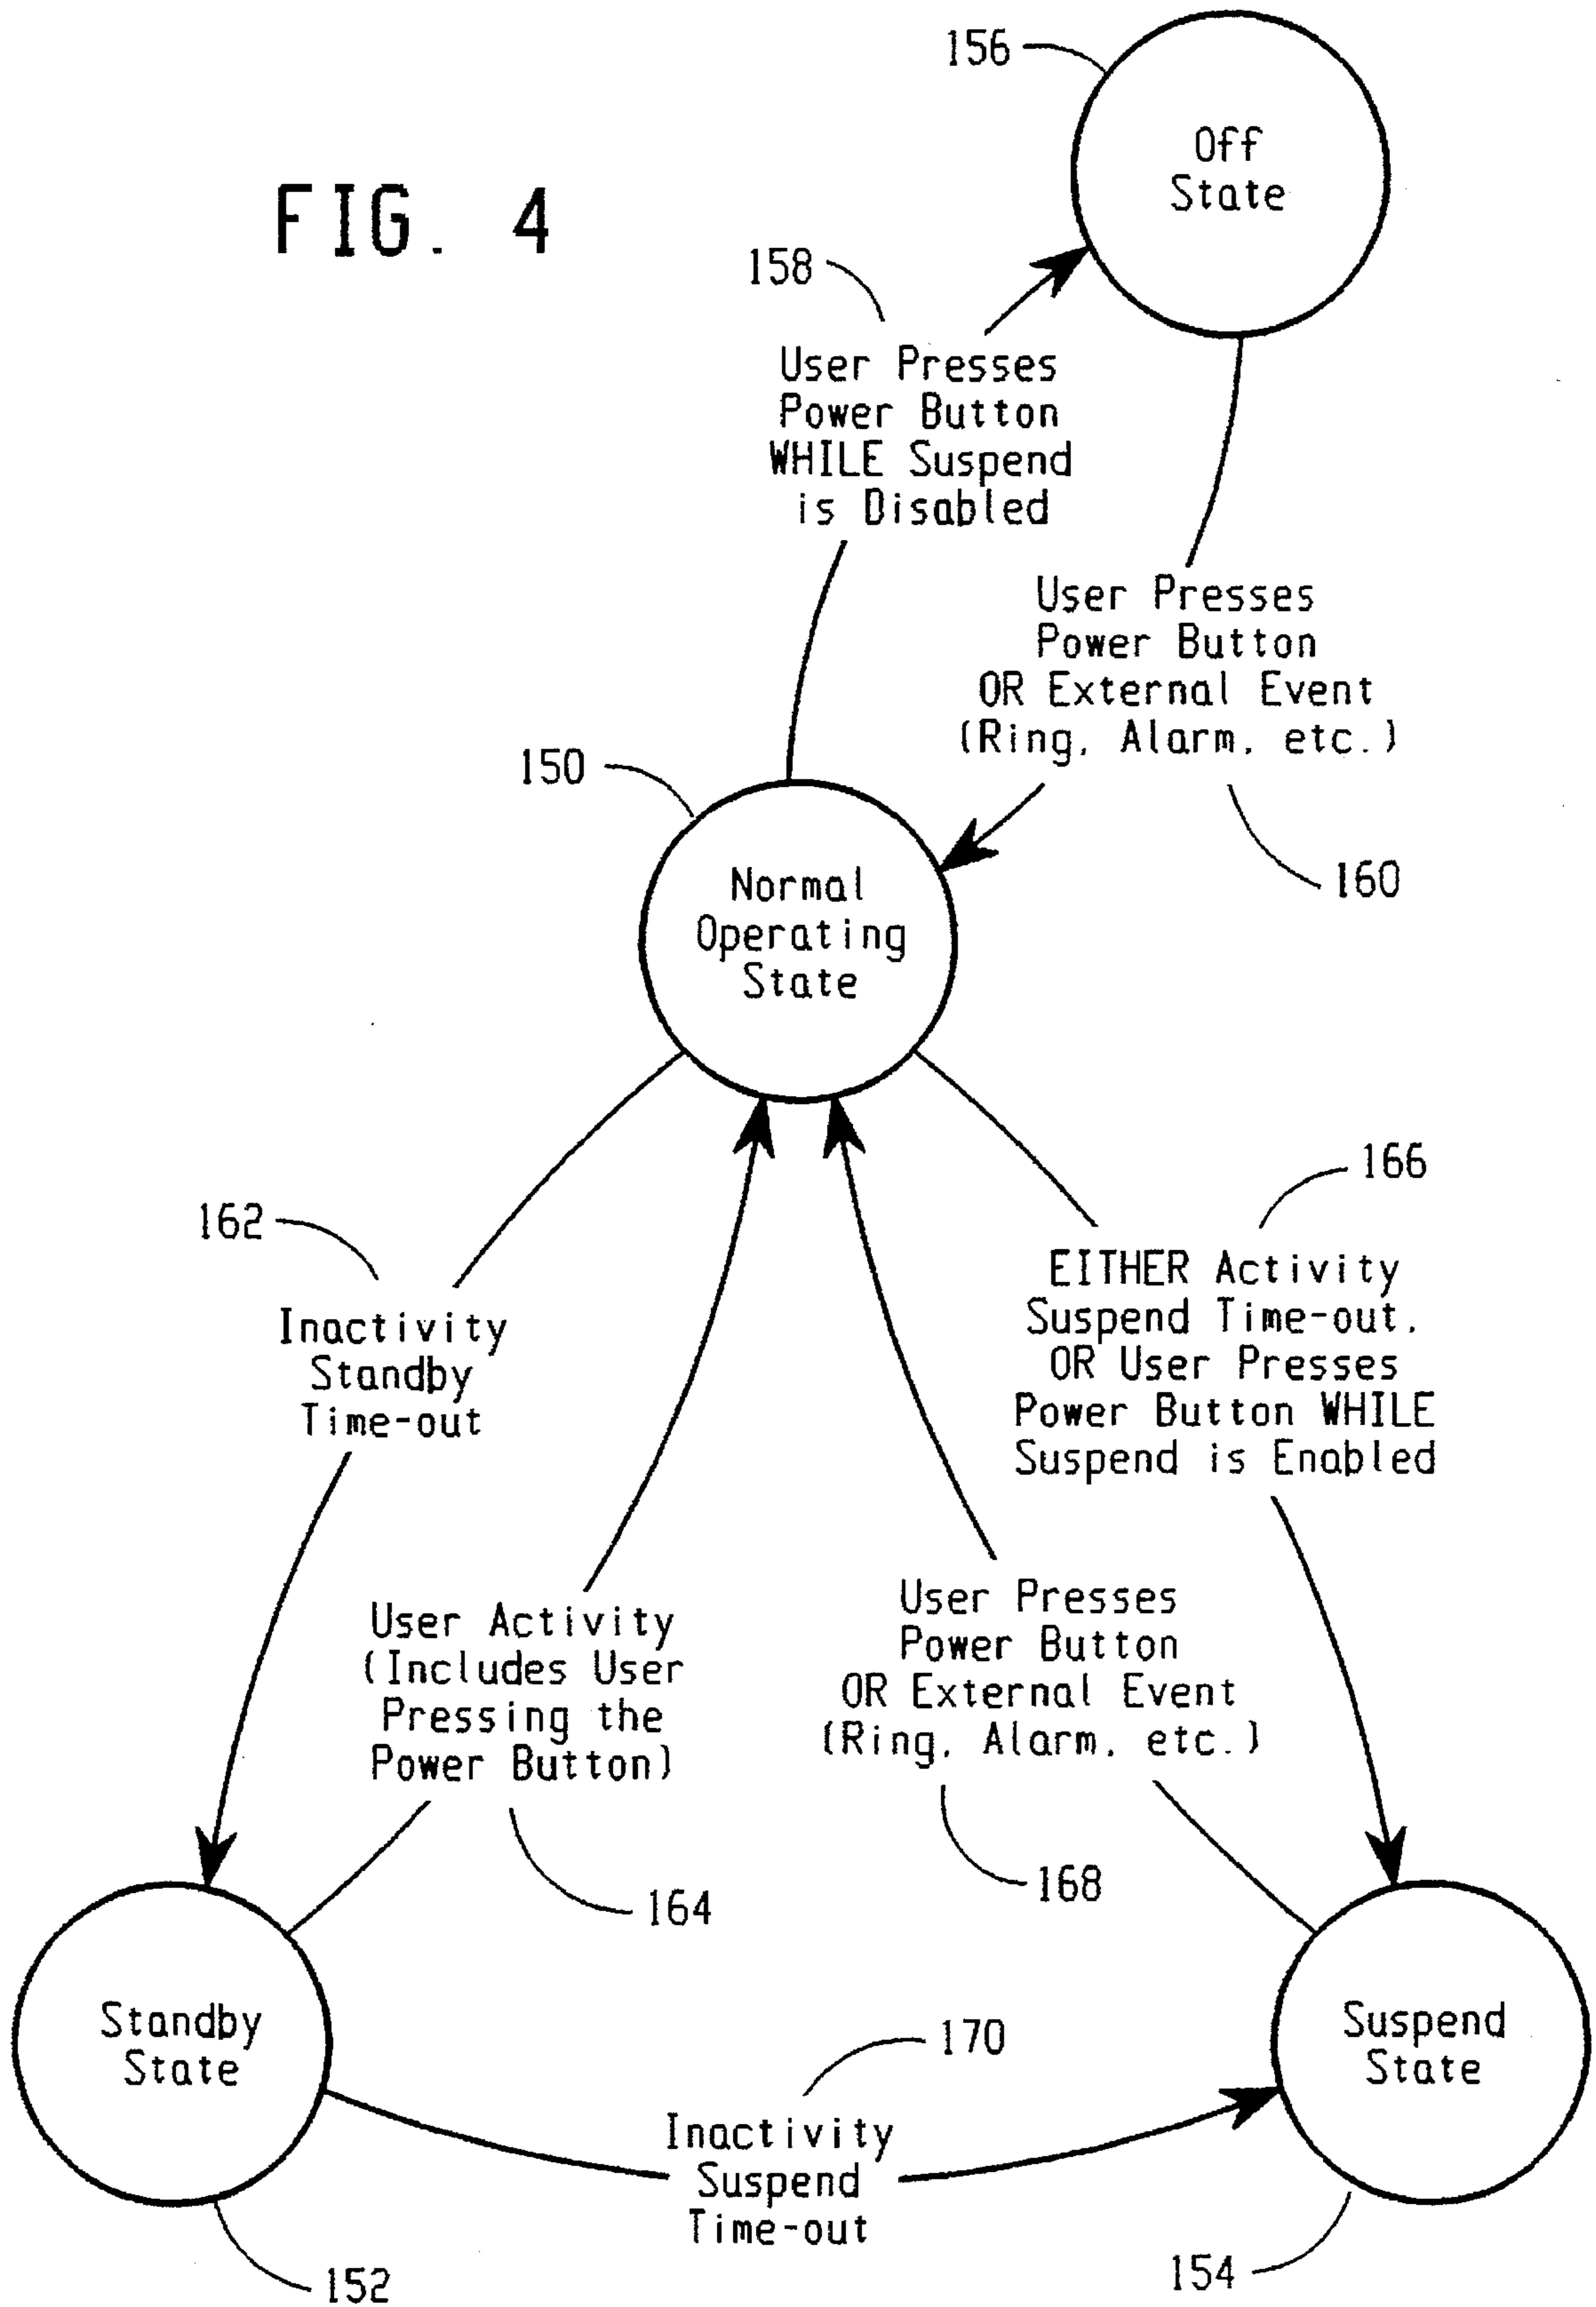 156
Off
State
FIG. 4
158
User Presses
Power Button
WHILE Suspend
is Disabled
User Presses
Power Button
OR External Event
(Ring, Alarm, etc.)
150
160
Normal
Operating
State
166
162
EITHER Activity
Suspend Time-out,
OR User Presses
Power Button WHILE
Suspend is Enabled
Inactivity
Standby
Time-out
User Activity
(Includes User
Pressing the
Power Button)
User Presses
Power Button
OR External Event
(Ring, Alarm, etc.)
168
164
Standby
State
170
Suspend
State
Inactivity
Suspend
Time-out
152
154